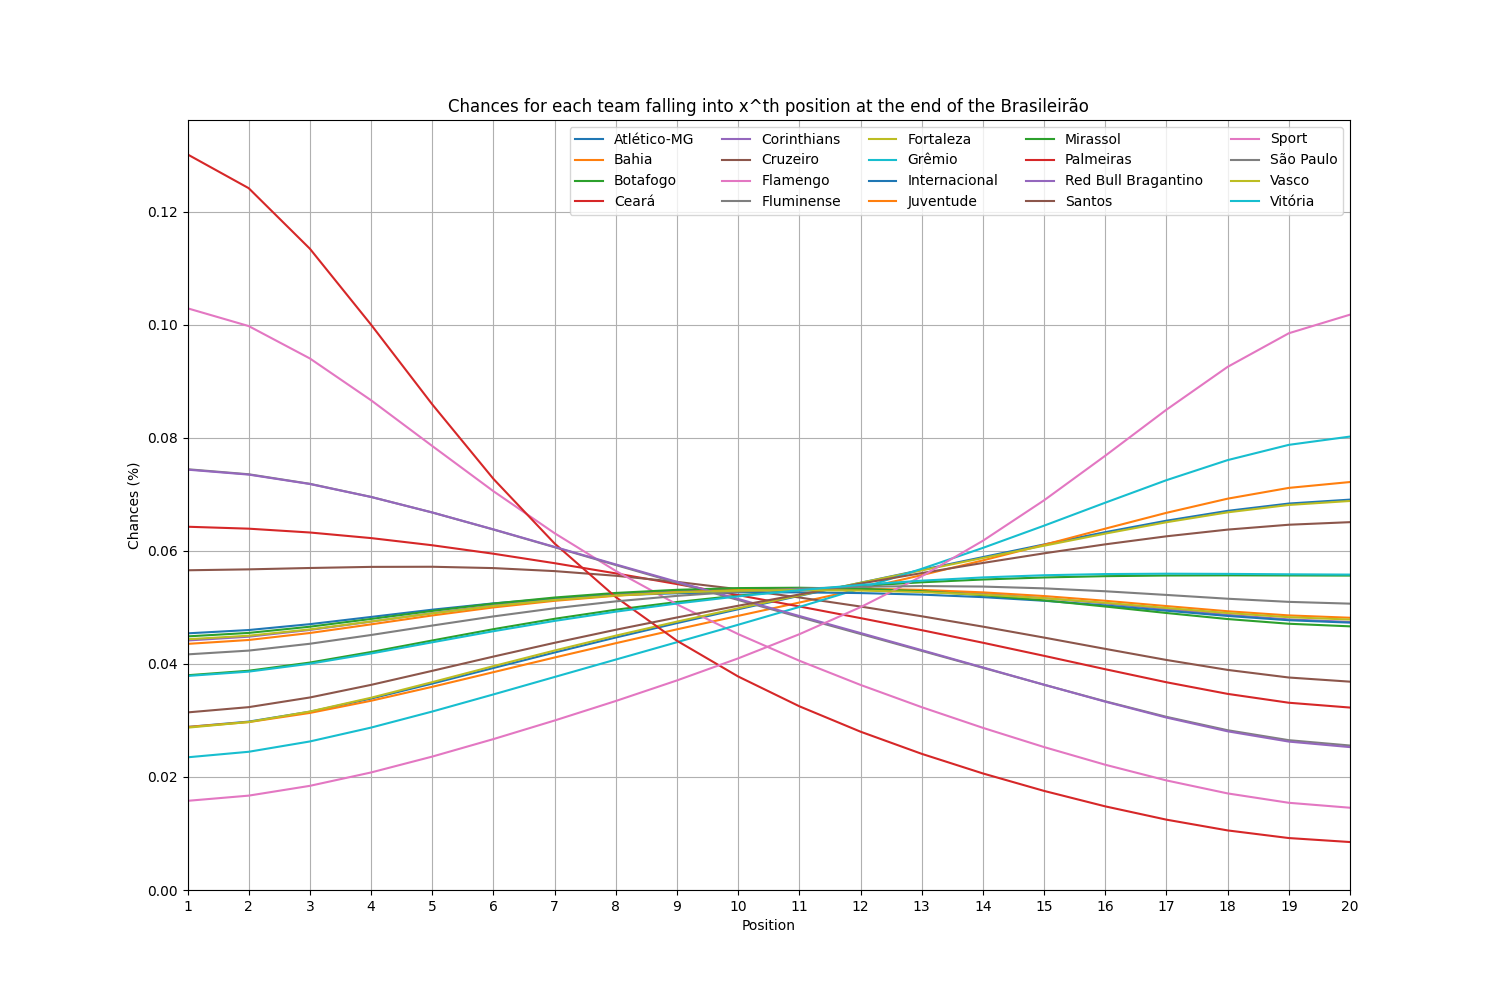 Chances for each team falling into x^th position at the end of the Brasileirão
Atlético-MG
Bahia
Botafogo
Ceará
Corinthians
Cruzeiro
Flamengo
Fluminense
Fortaleza
Grêmio
Internacional
Juventude
Mirassol
Palmeiras
Red Bull Bragantino
Santos
Sport
São Paulo
Vasco
Vitória
Chances (%)
0.12
0.10
0.08
0.06
0.04
0.02
0.00
1 2 3 4 5 6 7 8 9 10 11 12 13 14 15 16 17 18 19 20
Position